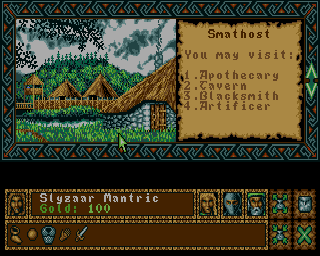 Smathost
You may visit:
1.Apothecary
2.Tavern
3.Blacksmith
4.Artificer
Slyzaar Mantric
Gold: 100